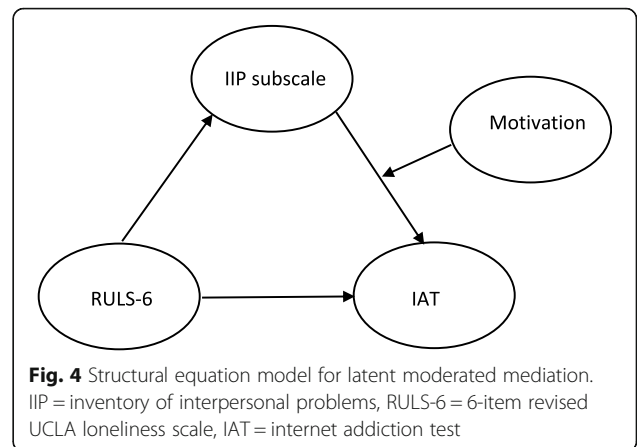 IIP subscale
Motivation
RULS-6
IAT
Fig. 4 Structural equation model for latent moderated mediation.
IIP = inventory of interpersonal problems, RULS-6 = 6-item revised
UCLA loneliness scale, IAT = internet addiction test